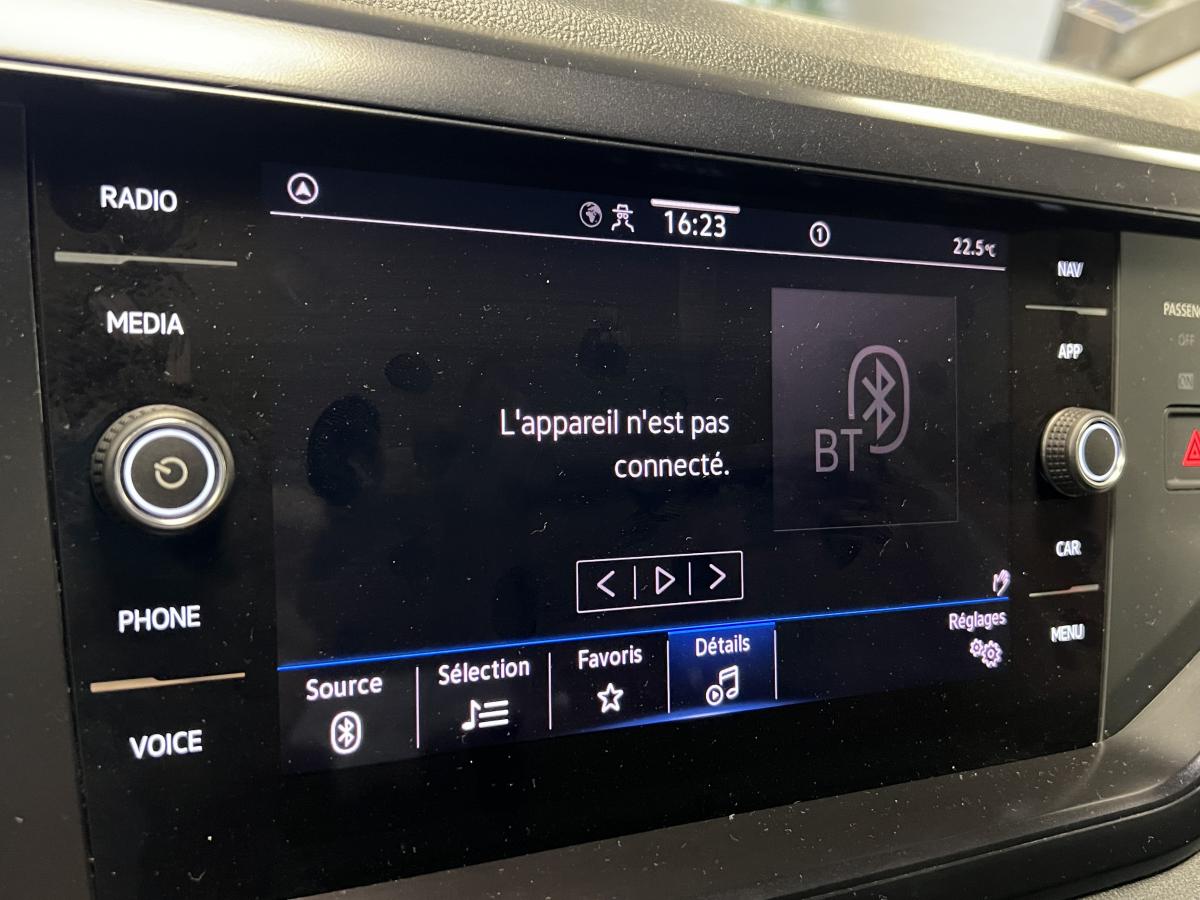 RADIO
MEDIA
PHONE
VOICE
16:23
1
22.5°C
L'appareil n'est pas
connecté.
BT
Source
Sélection
Favoris
Détails
Réglages
NAV
APP
CAR
MENU
OFF